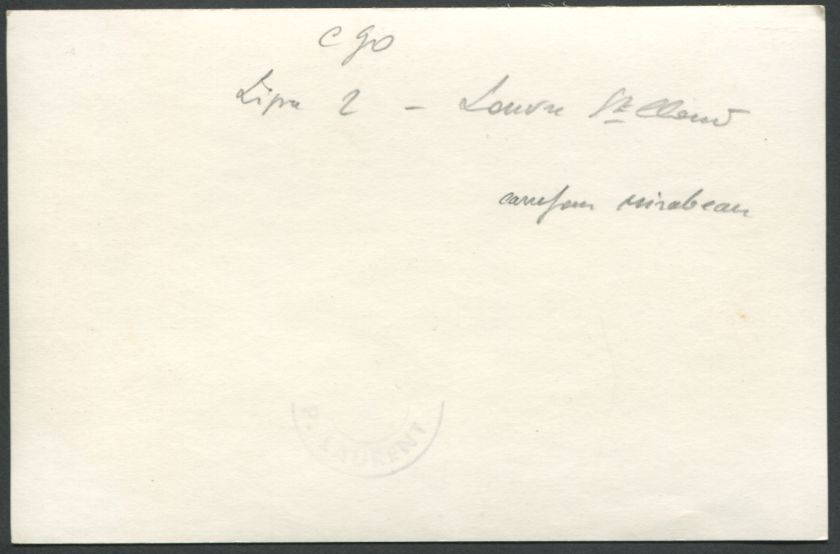 C 90
Ligne 2 - Louvre St Cloud
carrefour mirabeau
P. LAURENT